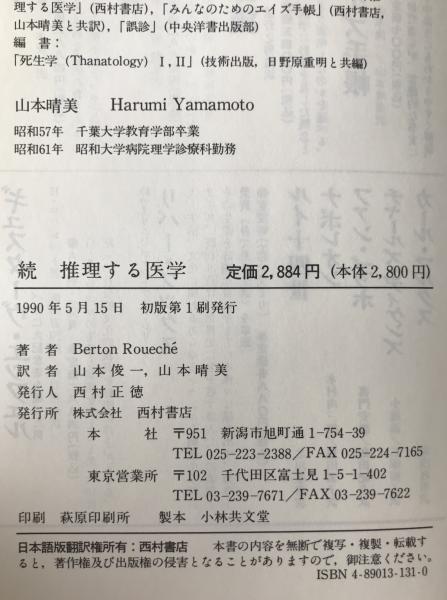 理する医学」(西村書店),「みんなのためのエイズ手帳」(西村書店,
山本晴美と共訳),「誤診」(中央洋書出版部)
編 書:
「死生学 (Thanatology) Ⅰ,Ⅱ」(技術出版,日野原重明と共編)
山本晴美 Harumi Yamamoto
昭和57年 千葉大学教育学部卒業
昭和61年 昭和大学病院理学診療科勤務
続 推理する医学 定価2,884円(本体2,800円)
1990年5月15日 初版第1刷発行
著 者 Berton Roueché
訳 者 山本俊一,山本晴美
発行人 西村正徳
発行所 株式会社 西村書店
本 社 〒951 新潟市旭町通1-754-39
TEL 025-223-2388/FAX 025-224-7165
東京営業所 〒102 千代田区富士見1-5-1-402
TEL 03-239-7671/FAX 03-239-7622
印刷 萩原印刷所 製本 小林共文堂
日本語版翻訳権所有:西村書店 本書の内容を無断で複写・複製・転載す
ると,著作権及び出版権の侵害となることがありますので,御注意ください。
ISBN 4-89013-131-0